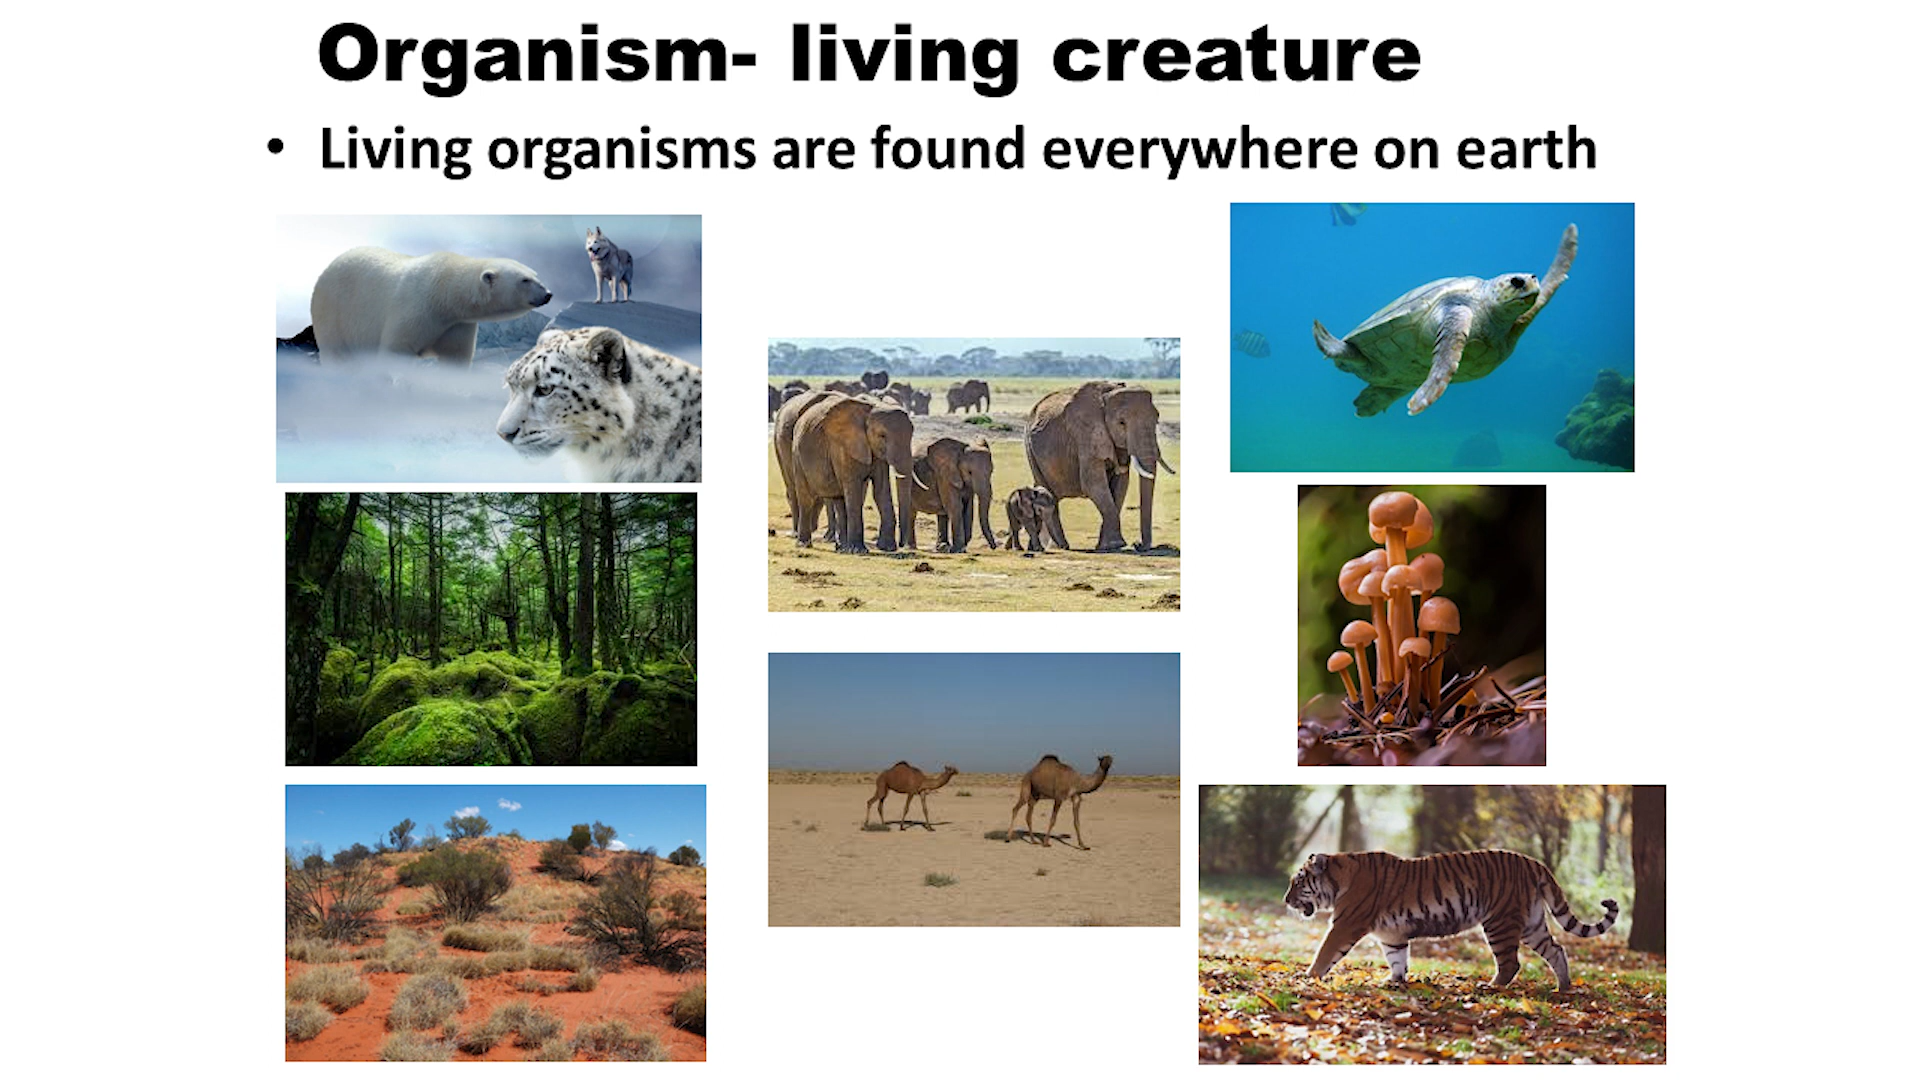 Organism- living creature
• Living organisms are found everywhere on earth